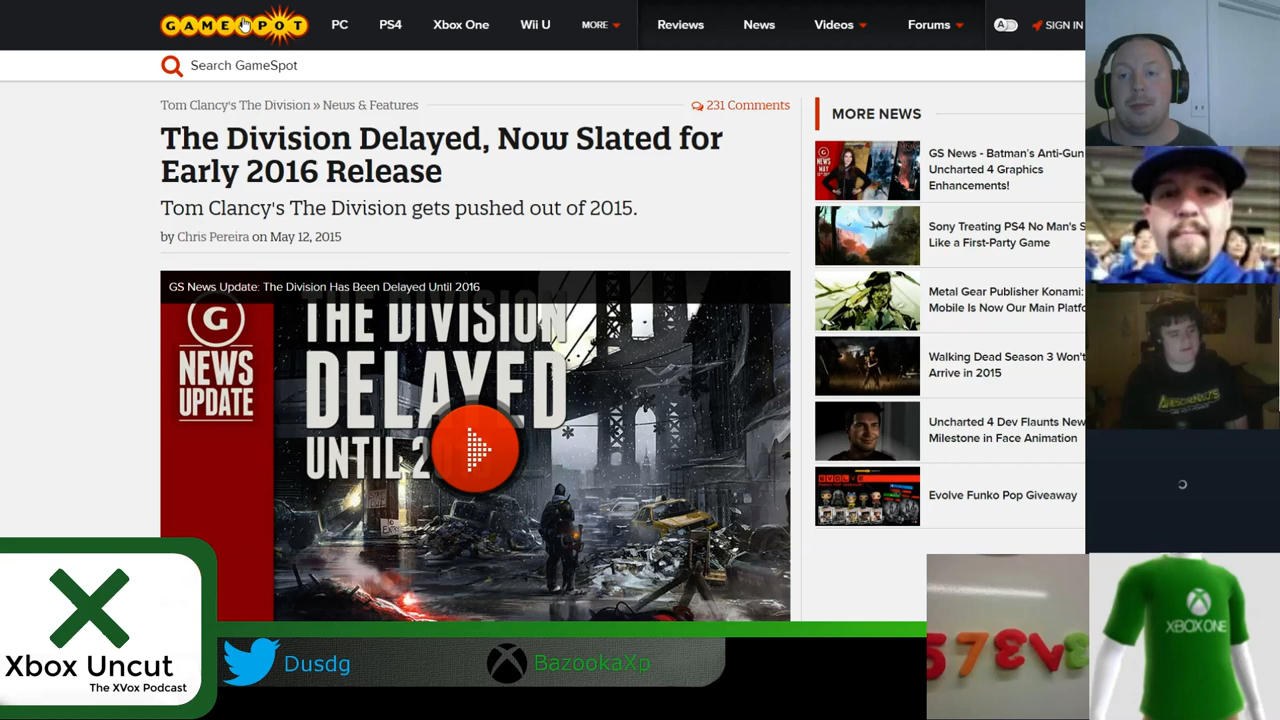 GAMESPOT
PC
PS4
Xbox One
Wii U
MORE
Reviews
News
Videos
Forums
A
SIGN IN
Search GameSpot
Tom Clancy's The Division » News & Features
231 Comments
The Division Delayed, Now Slated for
Early 2016 Release
Tom Clancy's The Division gets pushed out of 2015.
by Chris Pereira on May 12, 2015
GS News Update: The Division Has Been Delayed Until 2016
G
NEWS
UPDATE
THE DIVISION
DELAYED
UNTIL 2
MORE NEWS
GS News - Batman's Anti-Gun
Uncharted 4 Graphics
Enhancements!
Sony Treating PS4 No Man's S
Like a First-Party Game
Metal Gear Publisher Konami:
Mobile Is Now Our Main Platfo
Walking Dead Season 3 Won't
Arrive in 2015
Uncharted 4 Dev Flaunts New
Milestone in Face Animation
Evolve Funko Pop Giveaway
Xbox Uncut
The XVox Podcast
Dusdg
BazookaXp
XBOX ONE